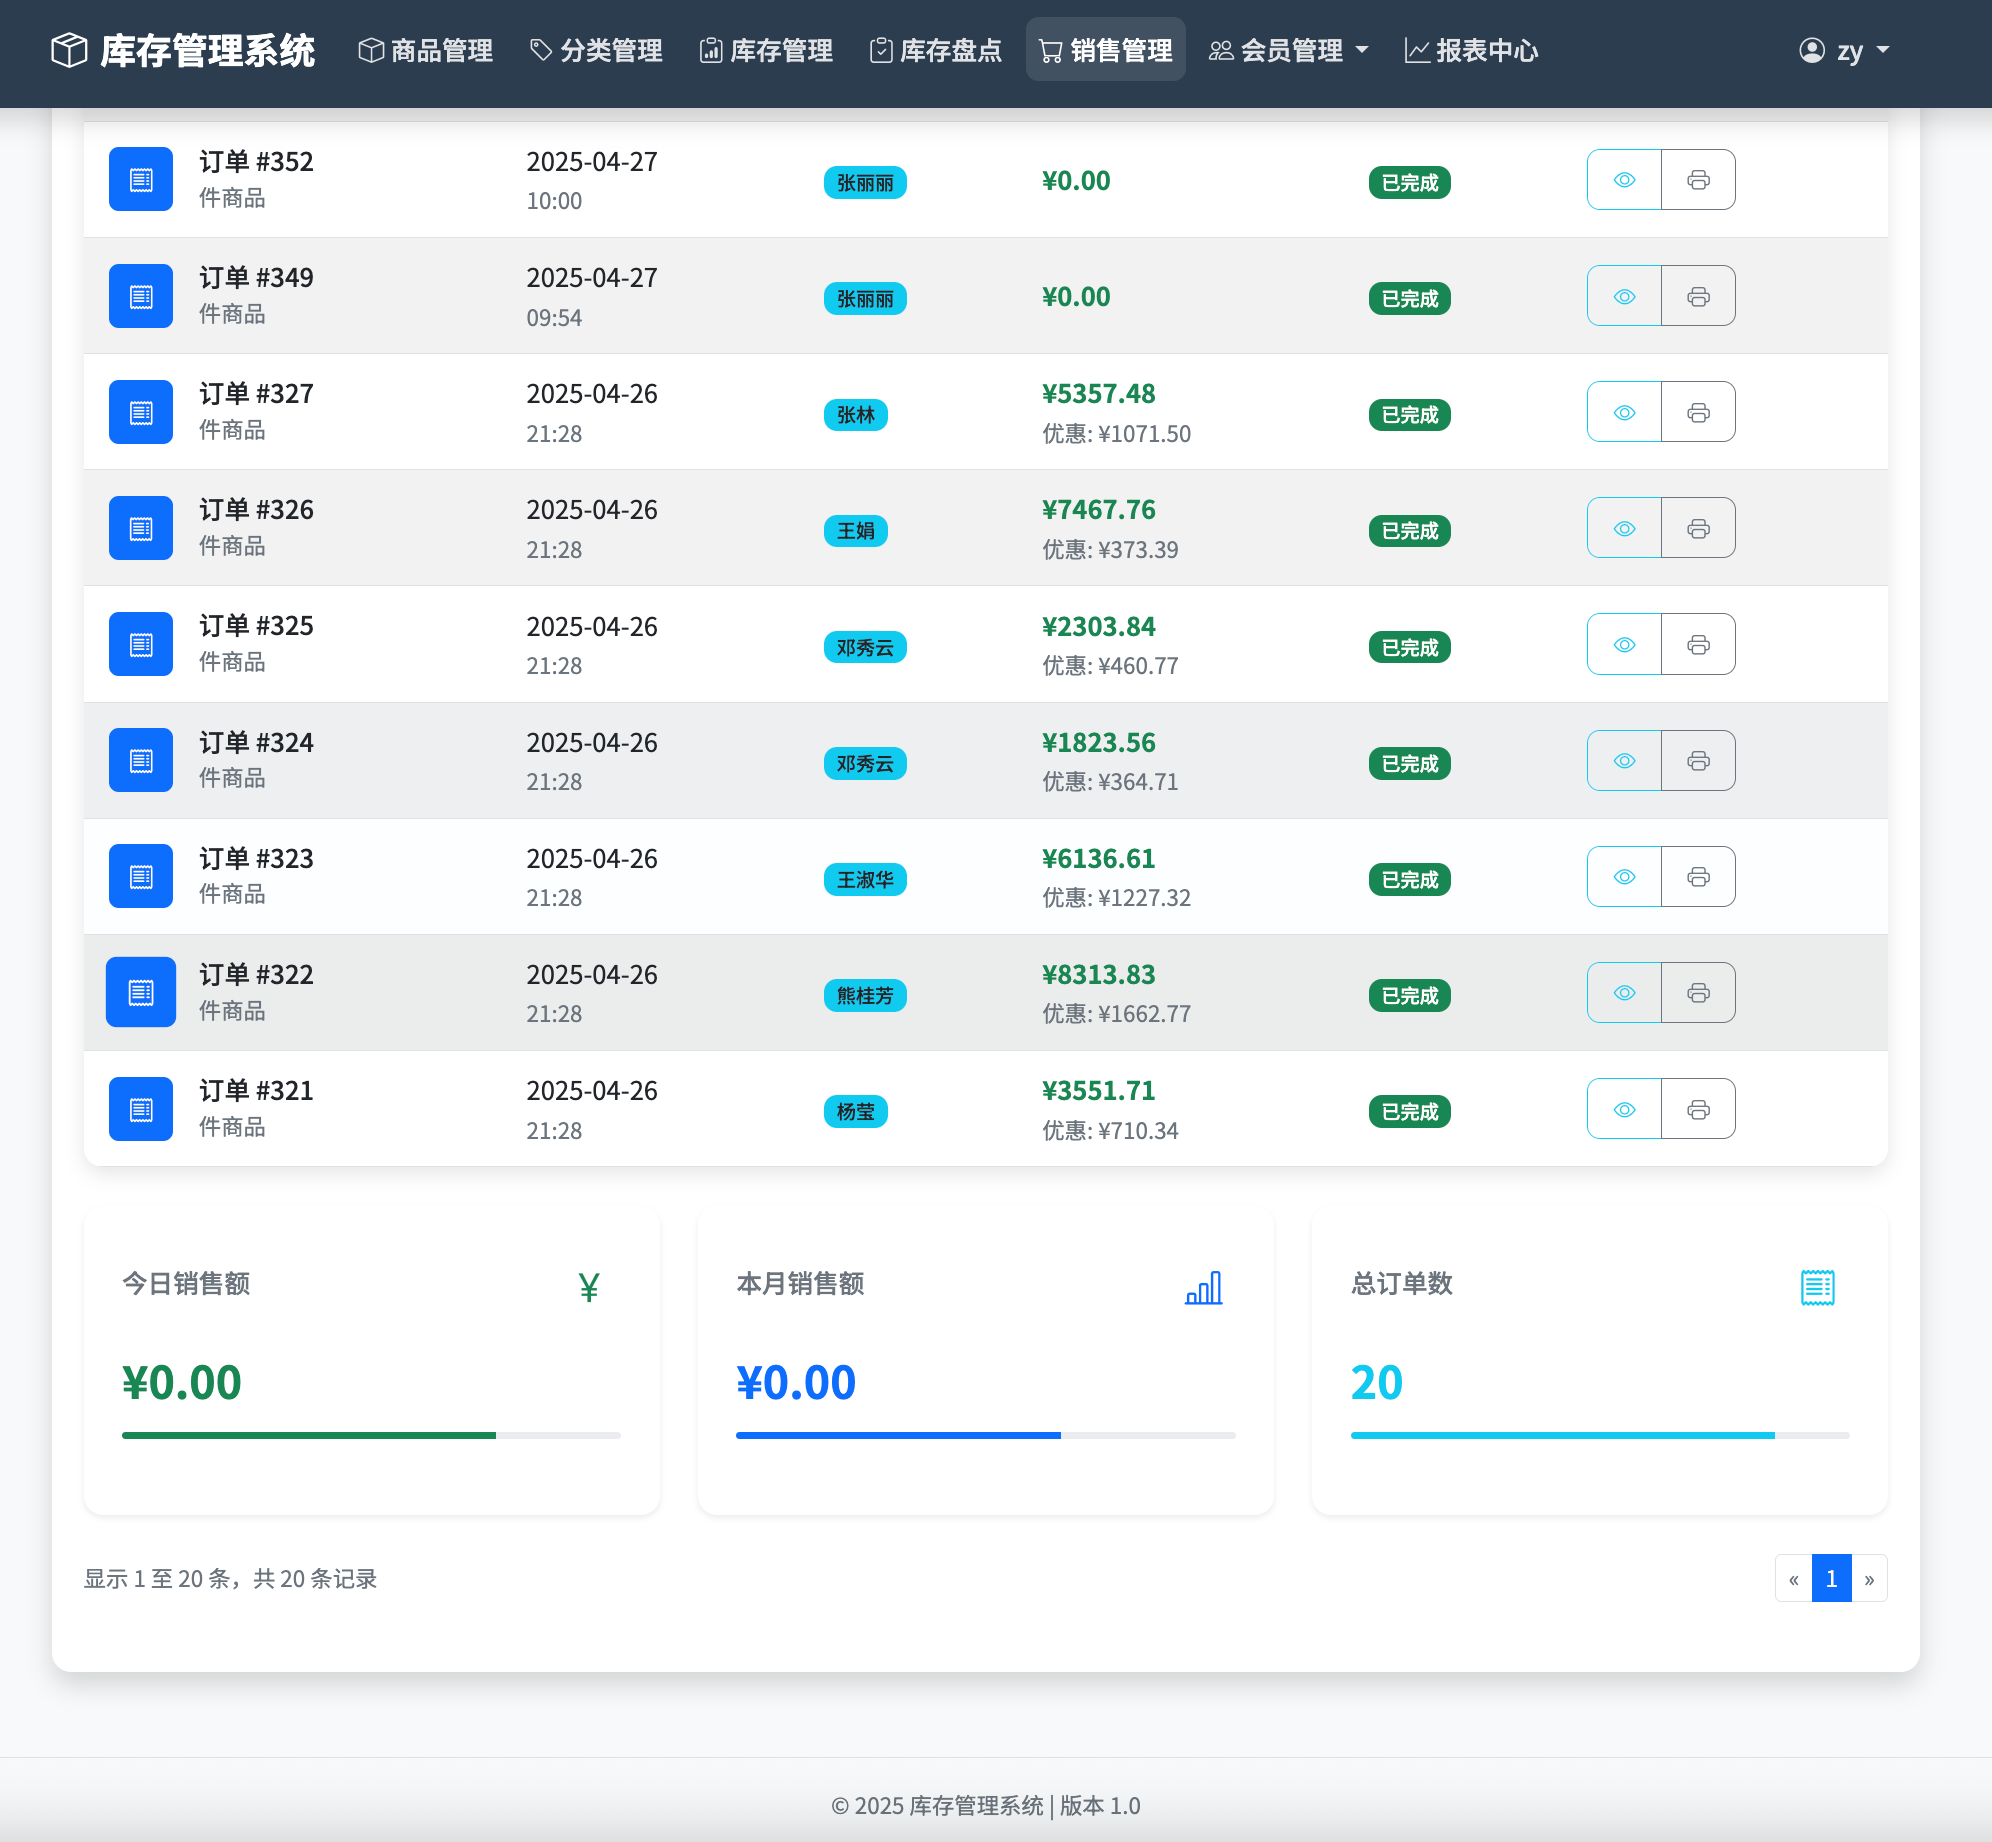 库存管理系统 商品管理 分类管理 库存管理 库存盘点 销售管理 会员管理 报表中心 zy
订单 #352 2025-04-27 张丽丽 ¥0.00 已完成
件商品 10:00
订单 #349 2025-04-27 张丽丽 ¥0.00 已完成
件商品 09:54
订单 #327 2025-04-26 张林 ¥5357.48 已完成
件商品 21:28 优惠: ¥1071.50
订单 #326 2025-04-26 王娟 ¥7467.76 已完成
件商品 21:28 优惠: ¥373.39
订单 #325 2025-04-26 邓秀云 ¥2303.84 已完成
件商品 21:28 优惠: ¥460.77
订单 #324 2025-04-26 邓秀云 ¥1823.56 已完成
件商品 21:28 优惠: ¥364.71
订单 #323 2025-04-26 王淑华 ¥6136.61 已完成
件商品 21:28 优惠: ¥1227.32
订单 #322 2025-04-26 熊桂芳 ¥8313.83 已完成
件商品 21:28 优惠: ¥1662.77
订单 #321 2025-04-26 杨莹 ¥3551.71 已完成
件商品 21:28 优惠: ¥710.34
今日销售额 ¥ 本月销售额 总订单数
¥0.00 ¥0.00 20
显示 1 至 20 条，共 20 条记录 « 1 »
© 2025 库存管理系统 | 版本 1.0